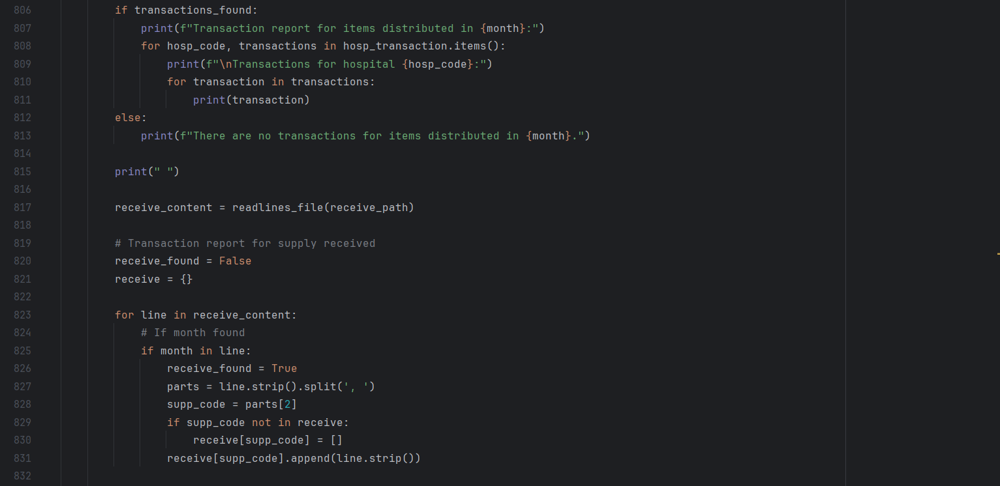 806 if transactions_found:
807 print(f"Transaction report for items distributed in {month}:")
808 for hosp_code, transactions in hosp_transaction.items():
809 print(f"\nTransactions for hospital {hosp_code}:")
810 for transaction in transactions:
811 print(transaction)
812 else:
813 print(f"There are no transactions for items distributed in {month}.")
814
815 print(" ")
816
817 receive_content = readlines_file(receive_path)
818
819 # Transaction report for supply received
820 receive_found = False
821 receive = {}
822
823 for line in receive_content:
824 # If month found
825 if month in line:
826 receive_found = True
827 parts = line.strip().split(', ')
828 supp_code = parts[2]
829 if supp_code not in receive:
830 receive[supp_code] = []
831 receive[supp_code].append(line.strip())
832